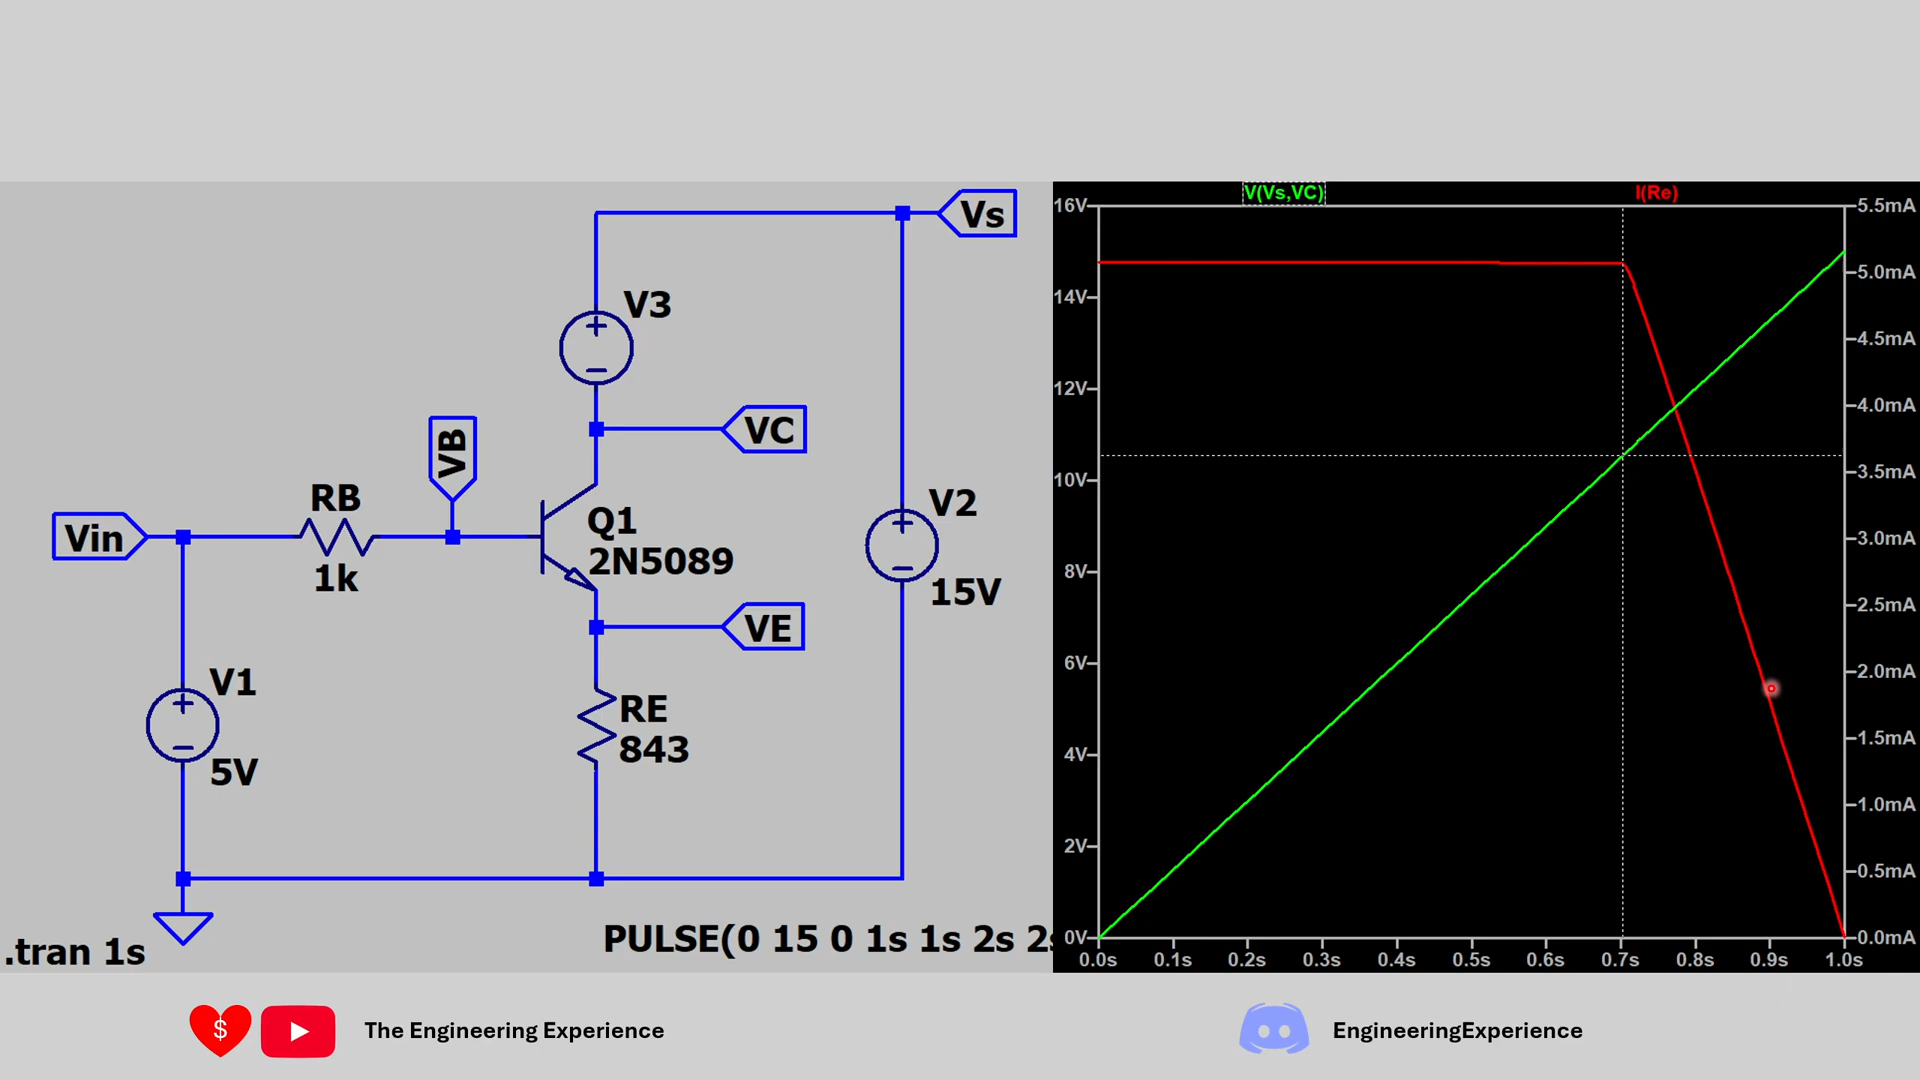 V(Vs,VC)
I(Re)
16V
14V
12V
10V
8V
6V
4V
2V
0V
5.5mA
5.0mA
4.5mA
4.0mA
3.5mA
3.0mA
2.5mA
2.0mA
1.5mA
1.0mA
0.5mA
0.0mA
0.0s 0.1s 0.2s 0.3s 0.4s 0.5s 0.6s 0.7s 0.8s 0.9s 1.0s
Vs
V3
VC
VB
RB
1k
Vin
Q1
2N5089
V2
15V
VE
V1
5V
RE
843
PULSE(0 15 0 1s 1s 2s 2s
.tran 1s
$
The Engineering Experience
EngineeringExperience